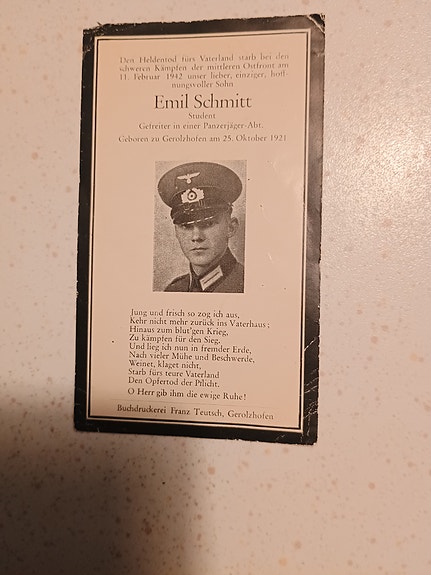 Den Heldentod fürs Vaterland starb bei den
schweren Kämpfen der mittleren Ostfront am
11. Februar 1942 unser lieber, einziger, hoff-
nungsvoller Sohn
Emil Schmitt
Student
Gefreiter in einer Panzerjäger-Abt.
Geboren zu Gerolzhofen am 25. Oktober 1921
Jung und frisch so zog ich aus,
Kehr nicht mehr zurück ins Vaterhaus;
Hinaus zum blut'gen Krieg,
Zu kämpfen für den Sieg.
Und lieg ich nun in fremder Erde,
Nach vieler Mühe und Beschwerde,
Weinet, klaget nicht,
Starb fürs teure Vaterland
Den Opfertod der Pflicht.
O Herr gib ihm die ewige Ruhe!
Buchdruckerei Franz Teutsch, Gerolzhofen